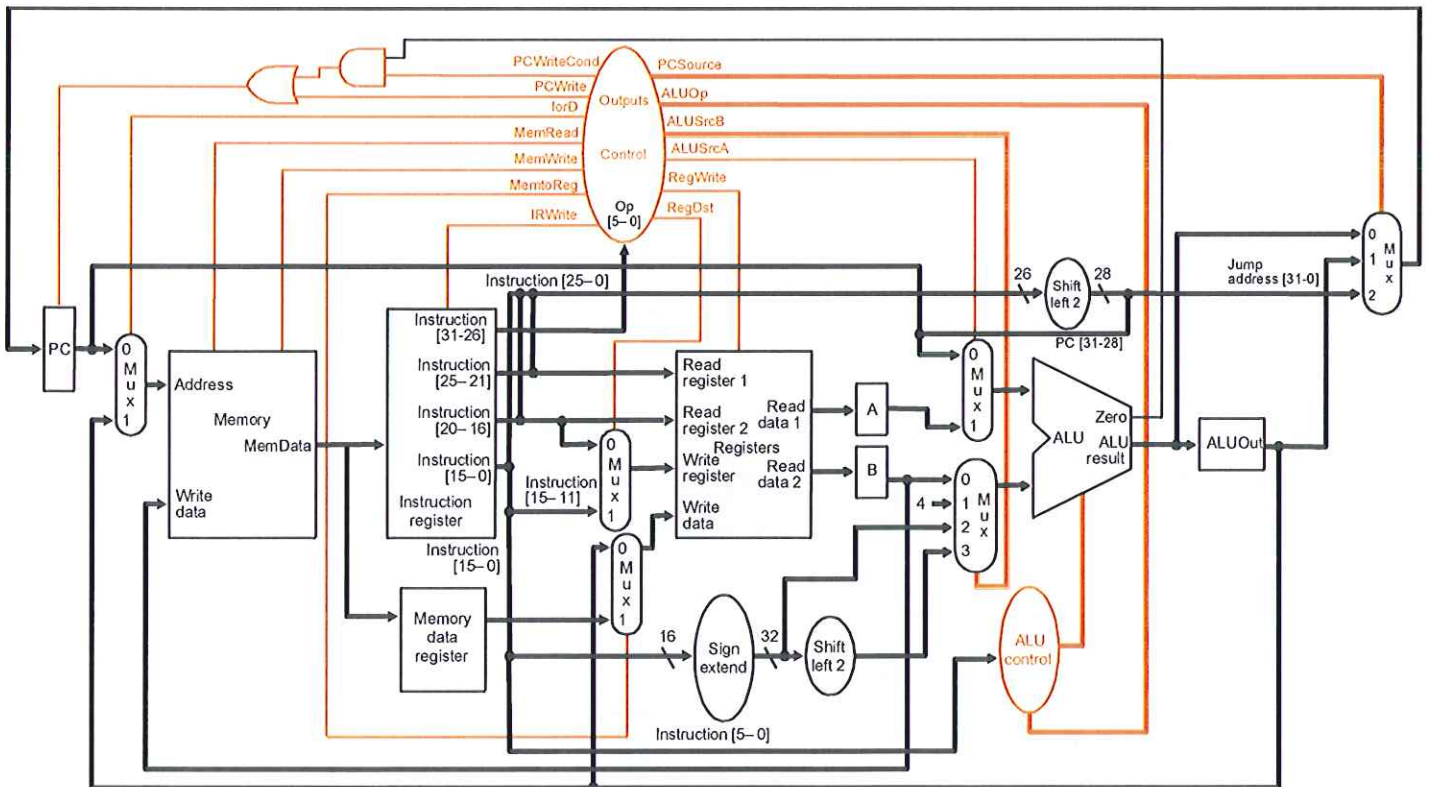 PCWriteCond
PCWrite
IorD
MemRead
MemWrite
MemtoReg
IRWrite
Outputs
Control
Op
[5–0]
PCSource
ALUOp
ALUSrcB
ALUSrcA
RegWrite
RegDst
Instruction [25–0]
26
Shift
left 2
28
Jump
address [31-0]
PC [31-28]
0
1
2
M
u
x
PC
0
M
u
x
1
Address
Memory
MemData
Write
data
Instruction
[31-26]
Instruction
[25–21]
Instruction
[20–16]
Instruction
[15–0]
Instruction
register
Instruction
[15–0]
Instruction
[15–11]
0
M
u
x
1
0
M
u
x
1
Memory
data
register
Read
register 1
Read
register 2
Registers
Write
register
Write
data
Read
data 1
Read
data 2
A
B
4
0
M
u
x
1
0
1
2
3
M
u
x
Zero
ALU
ALU
result
ALUOut
16
Sign
extend
32
Shift
left 2
ALU
control
Instruction [5–0]